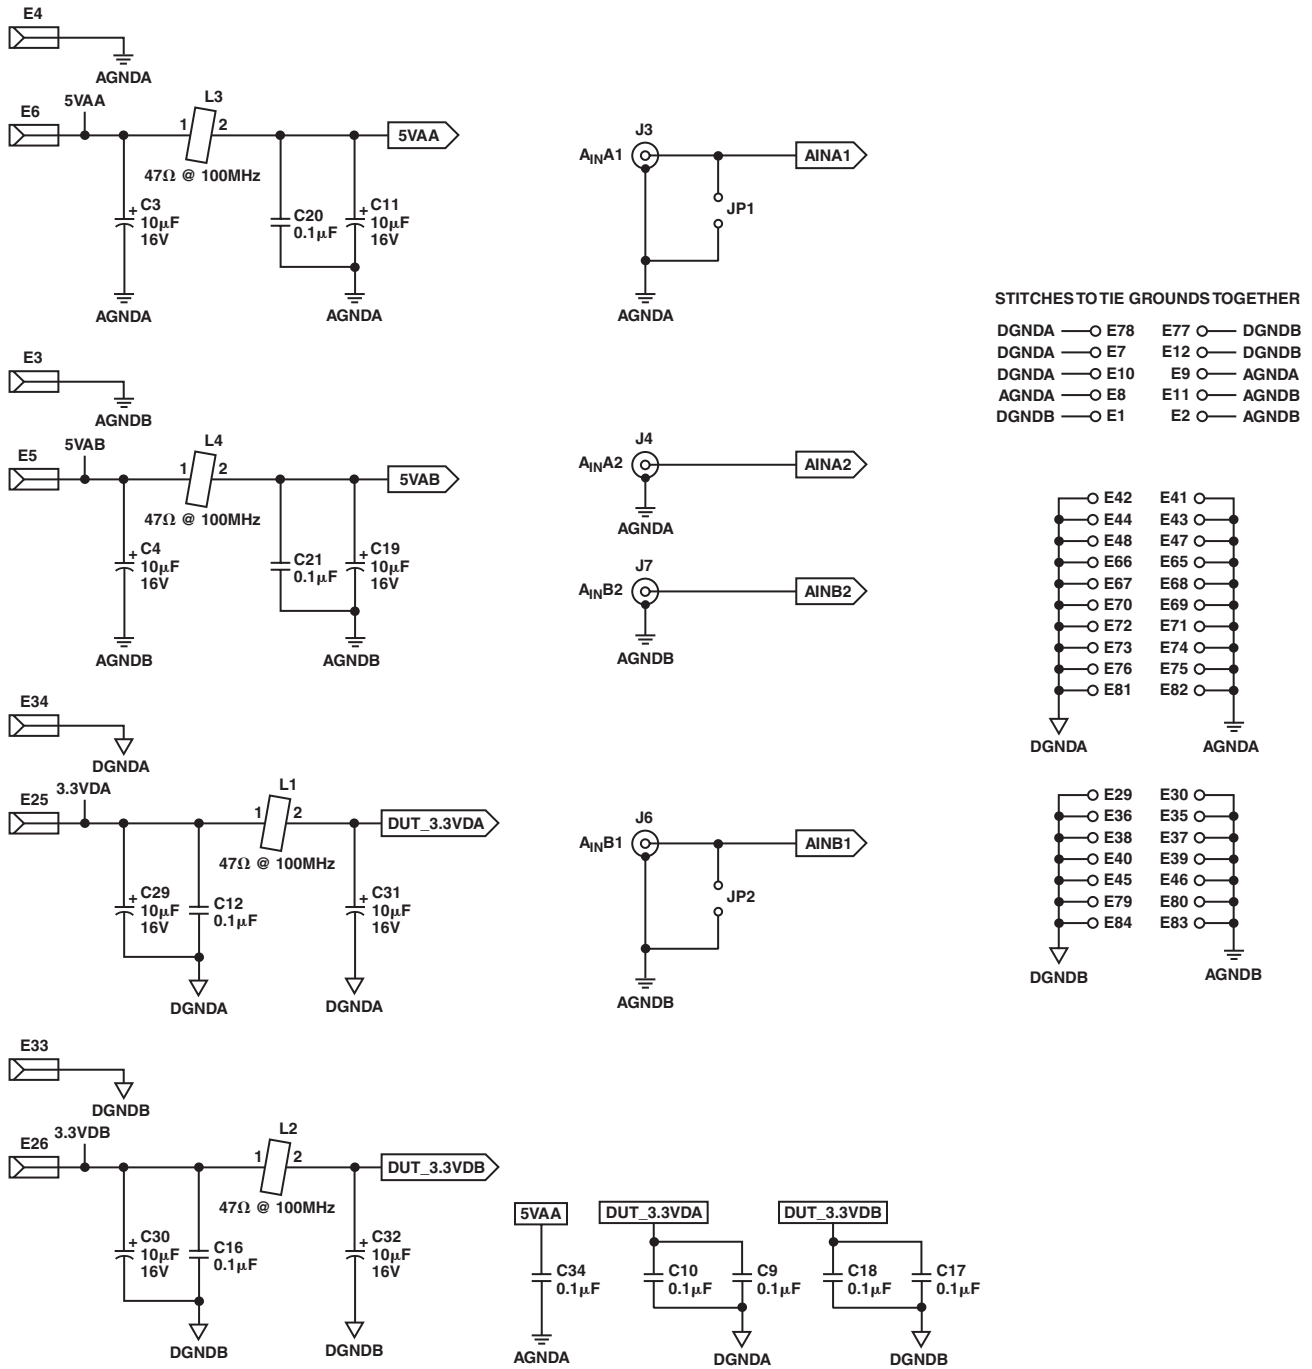 E4
AGNDA
E6
5VAA
L3
1
2
47Ω @ 100MHz
5VAA
+
C3
10µF
16V
C20
0.1µF
+
C11
10µF
16V
AGNDA
AGNDA
E3
AGNDB
E5
5VAB
L4
1
2
47Ω @ 100MHz
5VAB
+
C4
10µF
16V
C21
0.1µF
+
C19
10µF
16V
AGNDB
AGNDB
E34
DGNDA
E25
3.3VDA
L1
1
2
47Ω @ 100MHz
DUT_3.3VDA
+
C29
10µF
16V
C12
0.1µF
+
C31
10µF
16V
DGNDA
DGNDA
E33
DGNDB
E26
3.3VDB
L2
1
2
47Ω @ 100MHz
DUT_3.3VDB
+
C30
10µF
16V
C16
0.1µF
+
C32
10µF
16V
DGNDB
DGNDB
J3
AINA1
AINA1
JP1
AGNDA
J4
AINA2
AINA2
AGNDA
J7
AINB2
AINB2
AGNDB
J6
AINB1
AINB1
JP2
AGNDB
5VAA
C34
0.1µF
AGNDA
DUT_3.3VDA
C10
0.1µF
C9
0.1µF
DGNDA
DUT_3.3VDB
C18
0.1µF
C17
0.1µF
DGNDB
STITCHES TO TIE GROUNDS TOGETHER
DGNDA E78 E77 DGNDB
DGNDA E7 E12 DGNDB
DGNDA E10 E9 AGNDA
AGNDA E8 E11 AGNDB
DGNDB E1 E2 AGNDB
E42 E41
E44 E43
E48 E47
E66 E65
E67 E68
E70 E69
E72 E71
E73 E74
E76 E75
E81 E82
DGNDA AGNDA
E29 E30
E36 E35
E38 E37
E40 E39
E45 E46
E79 E80
E84 E83
DGNDB AGNDB